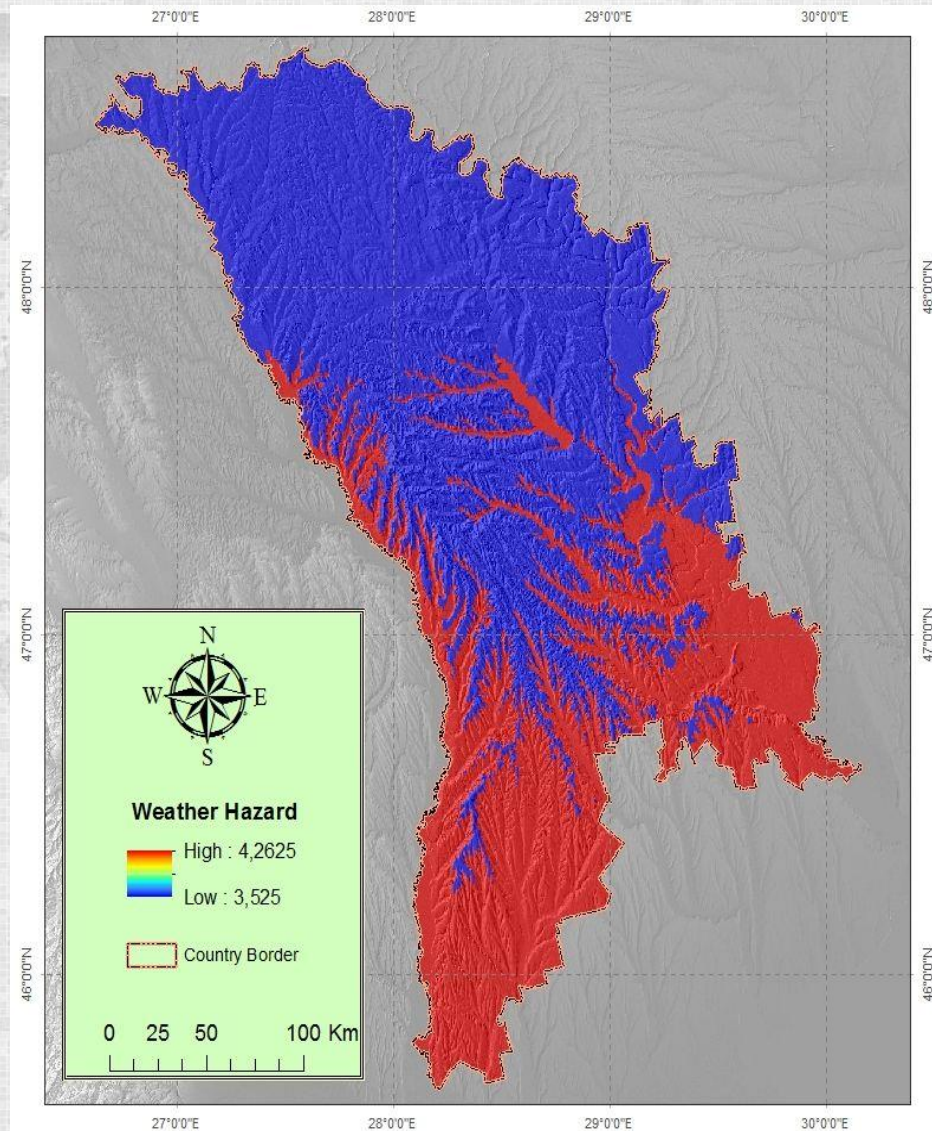 27°0'0"E 28°0'0"E 29°0'0"E 30°0'0"E
48°0'0"N 48°0'0"N
47°0'0"N 47°0'0"N
N
W E
S
Weather Hazard
High : 4,2625
Low : 3,525
Country Border
46°0'0"N 46°0'0"N
0 25 50 100 Km
27°0'0"E 28°0'0"E 29°0'0"E 30°0'0"E